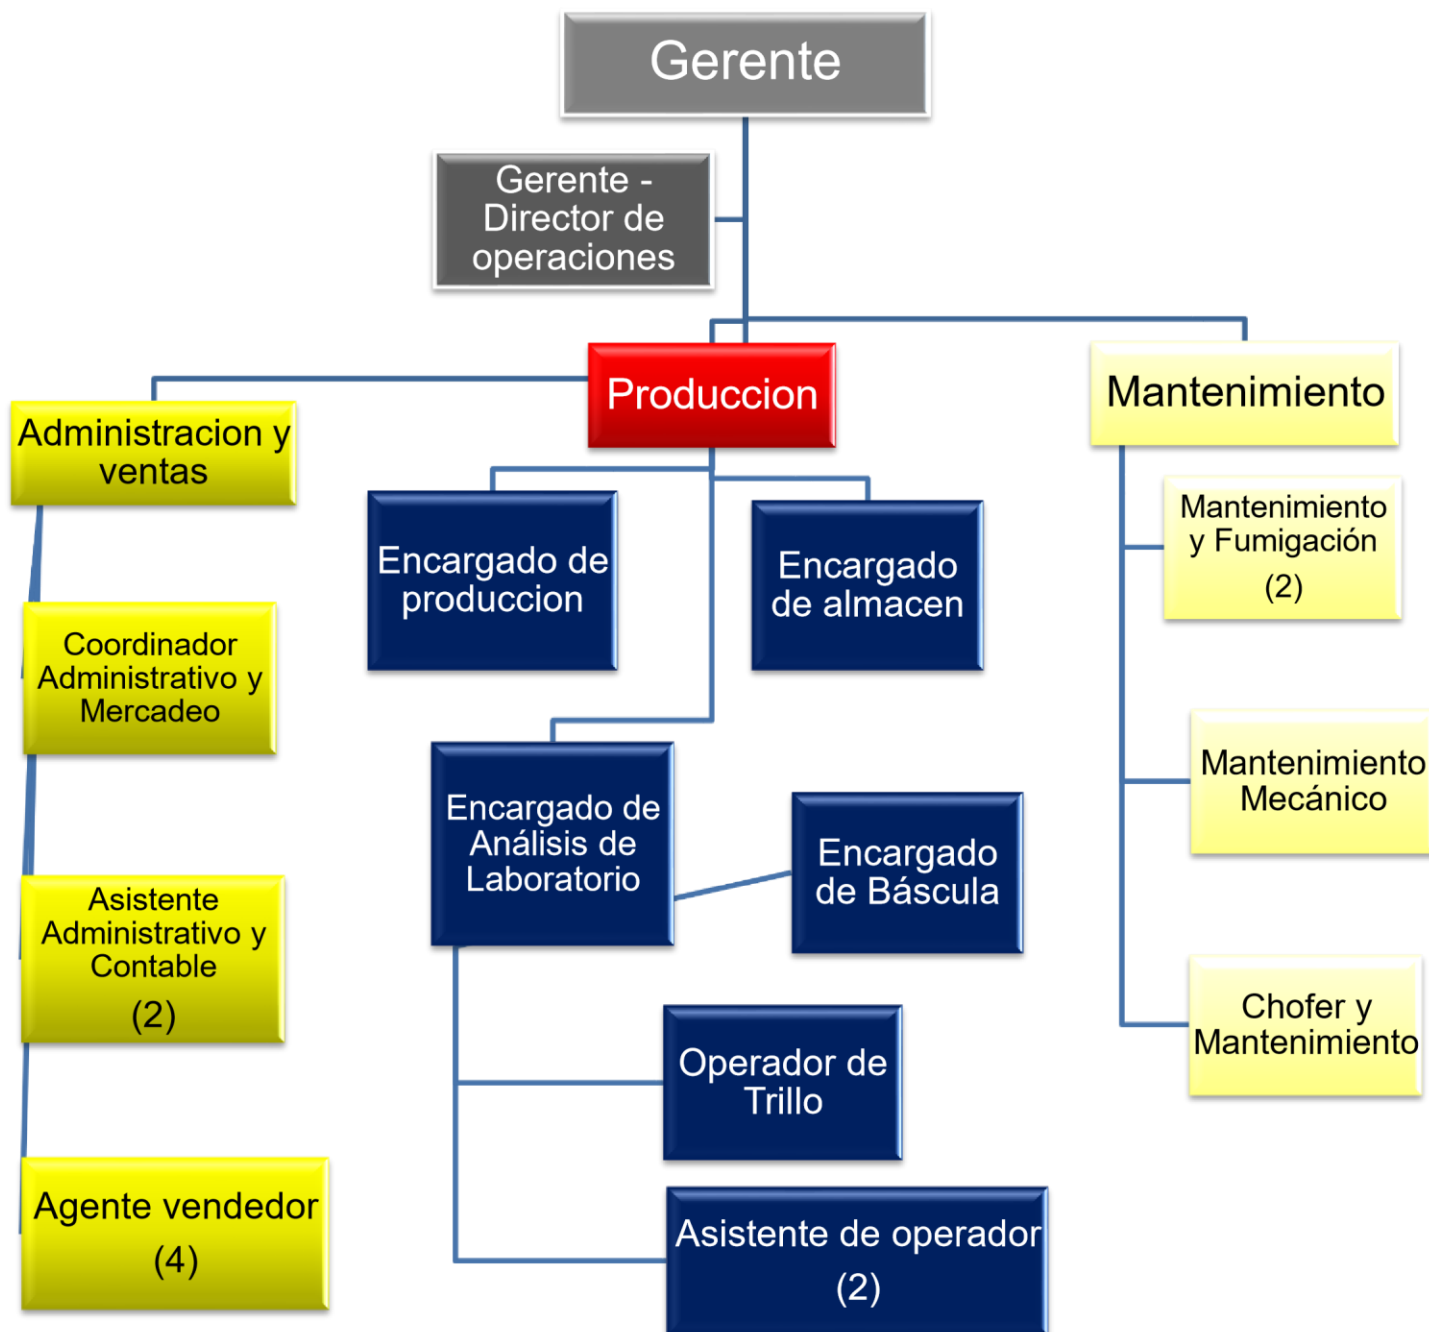 Gerente
Gerente -
Director de
operaciones
Produccion
Mantenimiento
Administracion y
ventas
Encargado de
produccion
Encargado
de almacen
Mantenimiento
y Fumigación
(2)
Coordinador
Administrativo y
Mercadeo
Mantenimiento
Mecánico
Encargado de
Análisis de
Laboratorio
Encargado
de Báscula
Asistente
Administrativo y
Contable
(2)
Chofer y
Mantenimiento
Operador de
Trillo
Agente vendedor
(4)
Asistente de operador
(2)